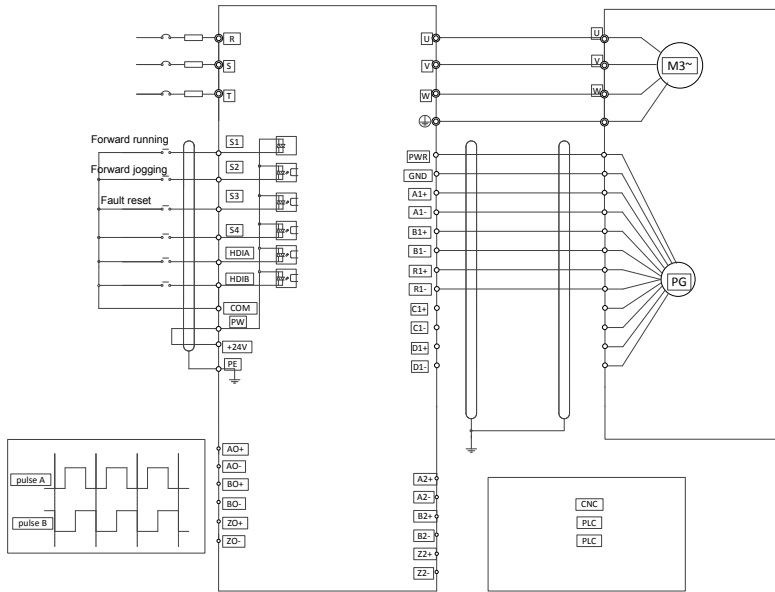 R
S
T
Forward running
Forward jogging
Fault reset
S1
S2
S3
S4
HDIA
HDIB
COM
PW
+24V
PE
pulse A
pulse B
AO+
AO-
BO+
BO-
ZO+
ZO-
U
V
W
PWR
GND
A1+
A1-
B1+
B1-
R1+
R1-
C1+
C1-
D1+
D1-
A2+
A2-
B2+
B2-
Z2+
Z2-
U
V
W
M3~
PG
CNC
PLC
PLC